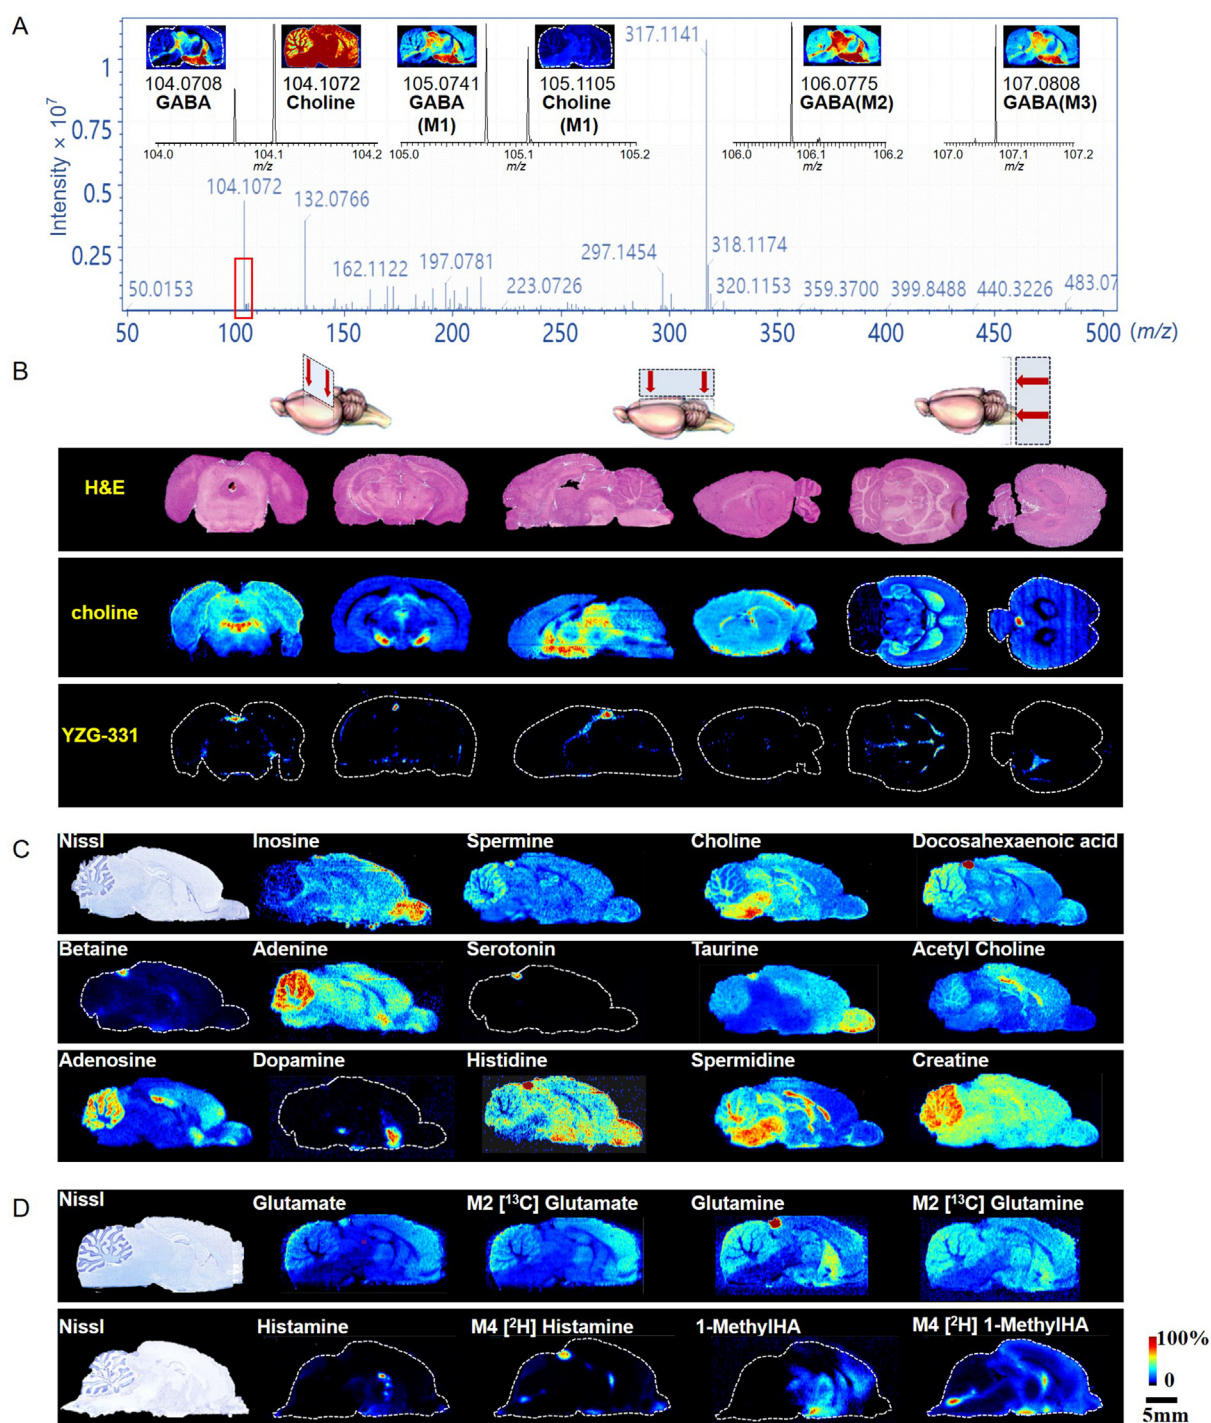 A
104.0708
GABA
104.1072
Choline
105.0741
GABA
(M1)
105.1105
Choline
(M1)
317.1141
106.0775
GABA(M2)
107.0808
GABA(M3)
104.0 104.1 104.2
m/z
105.0 105.1 105.2
m/z
106.0 106.1 106.2
m/z
107.0 107.1 107.2
m/z
Intensity × 10⁷
1
0.75
0.5
0.25
104.1072
132.0766
50.0153
162.1122
197.0781
223.0726
297.1454
318.1174
320.1153
359.3700
399.8488
440.3226
483.07
50 100 150 200 250 300 350 400 450 500 (m/z)
B
H&E
choline
YZG-331
C
Nissl Inosine Spermine Choline Docosahexaenoic acid
Betaine Adenine Serotonin Taurine Acetyl Choline
Adenosine Dopamine Histidine Spermidine Creatine
D
Nissl Glutamate M2 [¹³C] Glutamate Glutamine M2 [¹³C] Glutamine
Nissl Histamine M4 [²H] Histamine 1-MethylHA M4 [²H] 1-MethylHA
100%
0
5mm